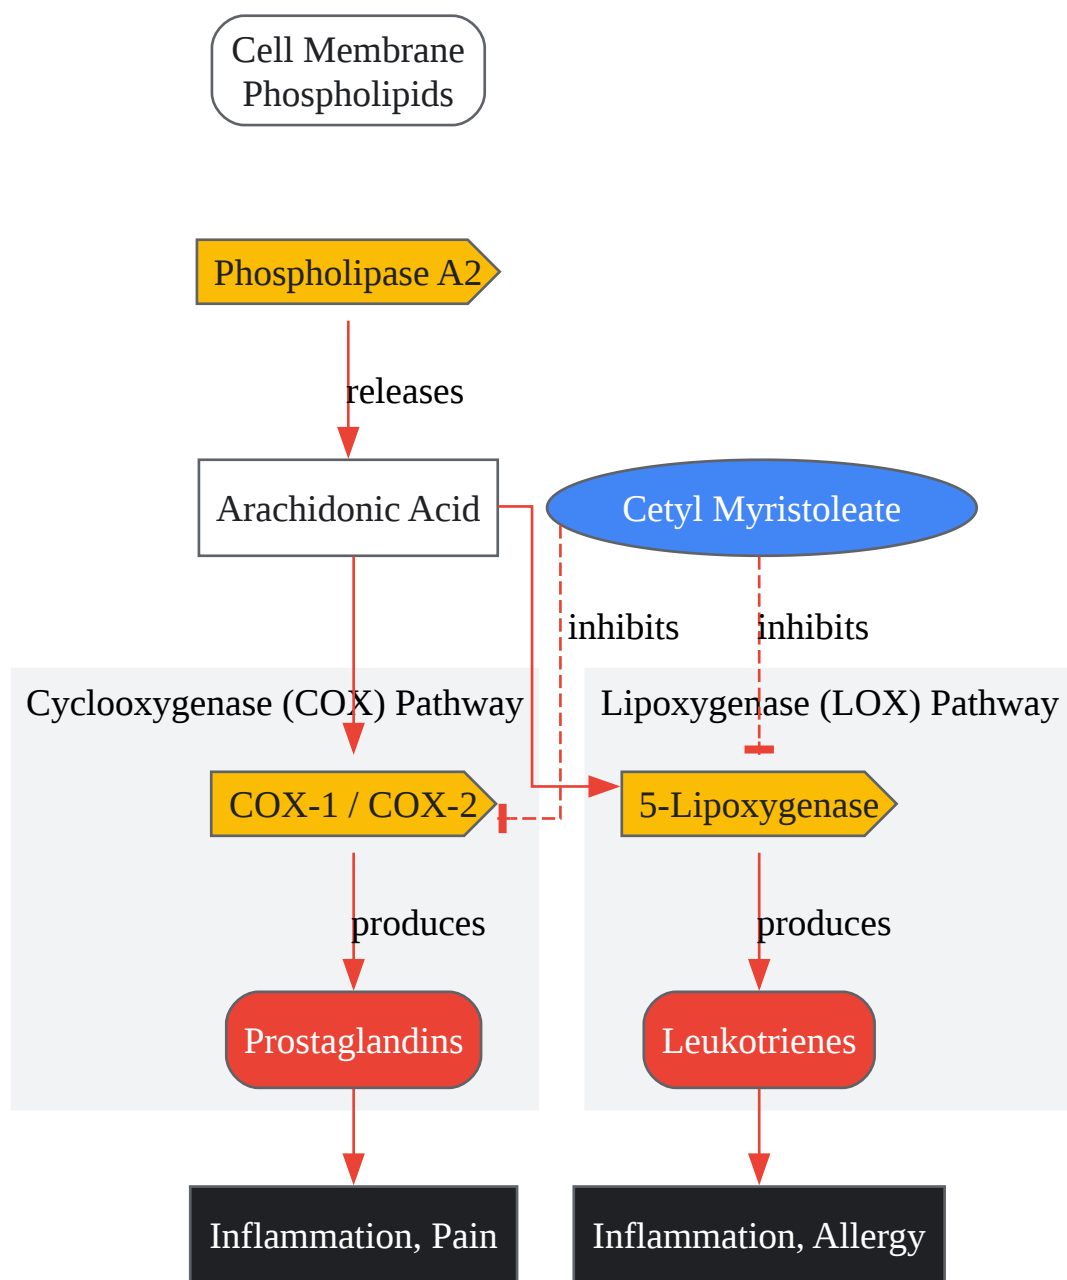 Cell Membrane
Phospholipids
Phospholipase A2
releases
Arachidonic Acid
Cetyl Myristoleate
inhibits
inhibits
Cyclooxygenase (COX) Pathway
Lipoxygenase (LOX) Pathway
COX-1 / COX-2
5-Lipoxygenase
produces
produces
Prostaglandins
Leukotrienes
Inflammation, Pain
Inflammation, Allergy